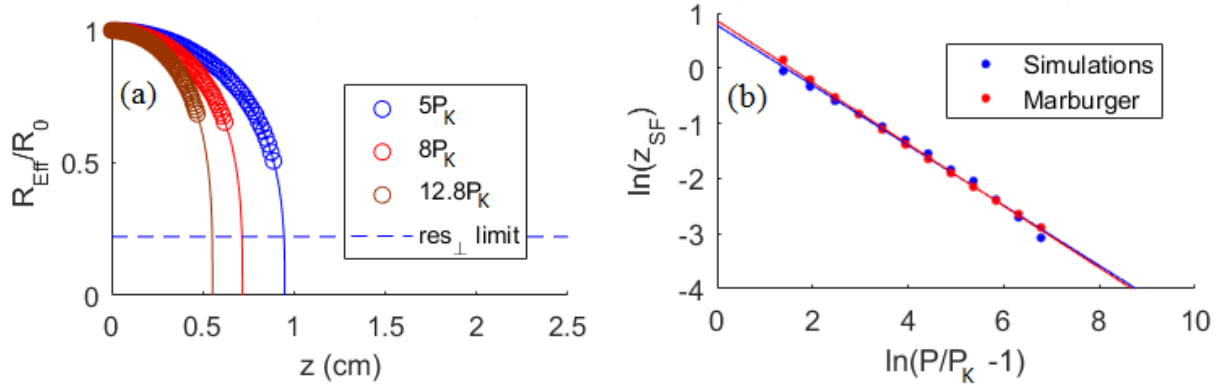 (a)
R_Eff/R_0
1
0.5
0
0
0.5
1
1.5
2
2.5
z (cm)
5P_K
8P_K
12.8P_K
res_⊥ limit
(b)
ln(z_SF)
1
0
-1
-2
-3
-4
0
2
4
6
8
10
ln(P/P_K -1)
Simulations
Marburger